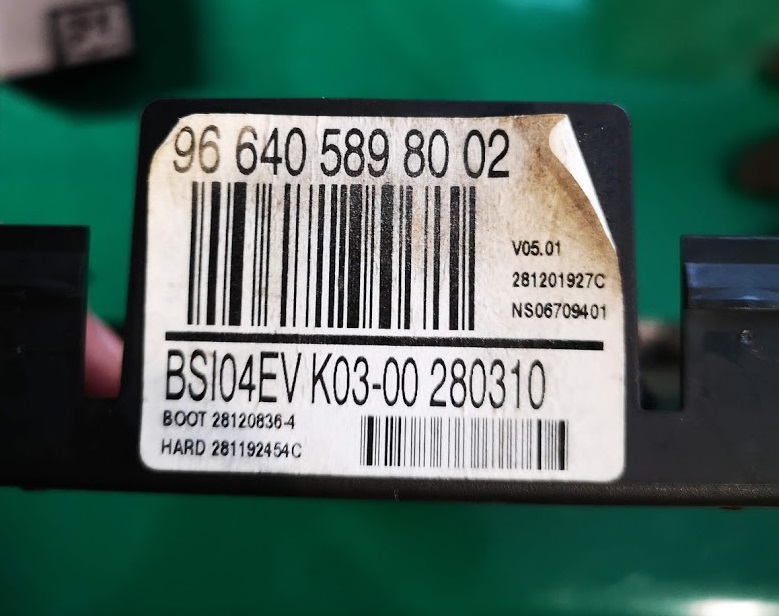 96 640 589 80 02
V05.01
281201927C
NS06709401
BSI04EV K03-00 280310
BOOT 28120836-4
HARD 281192454C